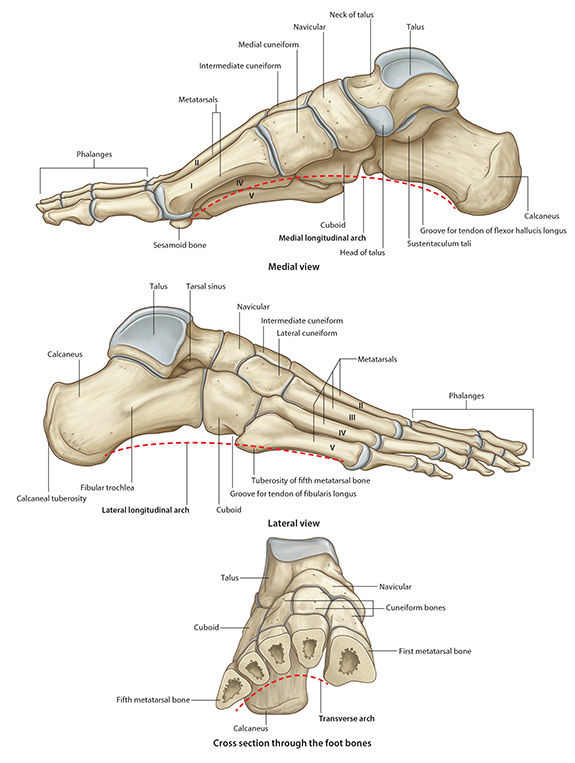 Neck of talus
Navicular
Talus
Medial cuneiform
Intermediate cuneiform
Metatarsals
Phalanges
II
I
IV
V
Cuboid
Calcaneus
Sesamoid bone
Medial longitudinal arch
Groove for tendon of flexor hallucis longus
Sustentaculum tali
Head of talus
Medial view
Talus
Tarsal sinus
Navicular
Intermediate cuneiform
Lateral cuneiform
Calcaneus
Metatarsals
Phalanges
II
III
IV
V
Fibular trochlea
Tuberosity of fifth metatarsal bone
Calcaneal tuberosity
Groove for tendon of fibularis longus
Lateral longitudinal arch
Cuboid
Lateral view
Talus
Navicular
Cuneiform bones
Cuboid
First metatarsal bone
Fifth metatarsal bone
Transverse arch
Calcaneus
Cross section through the foot bones